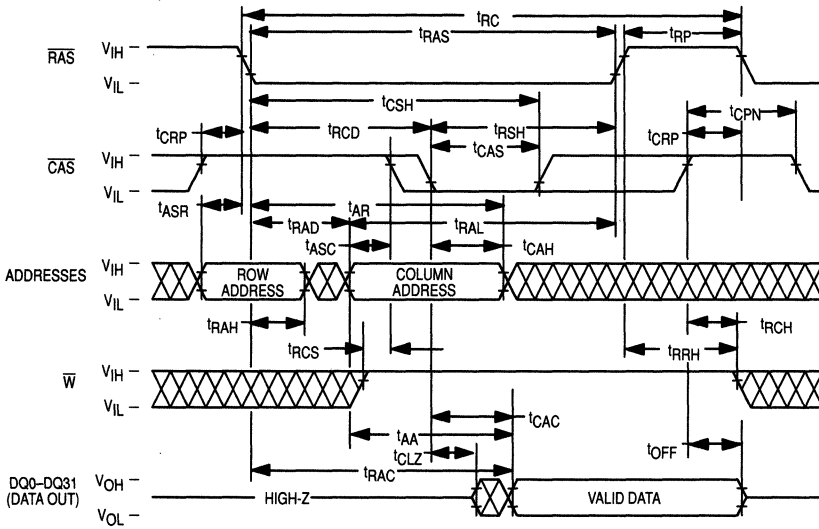 tRC
tRAS
tRP
RAS
VIH
VIL
tCSH
tCPN
tCRP
tRCD
tRSH
tCRP
tCAS
CAS
VIH
VIL
tASR
tAR
tRAD
tRAL
tASC
tCAH
ADDRESSES
VIH
VIL
ROW
ADDRESS
COLUMN
ADDRESS
tRAH
tRCH
tRCS
tRRH
W
VIH
VIL
tCAC
tAA
tCLZ
tOFF
tRAC
DQ0–DQ31
(DATA OUT)
VOH
VOL
HIGH-Z
VALID DATA